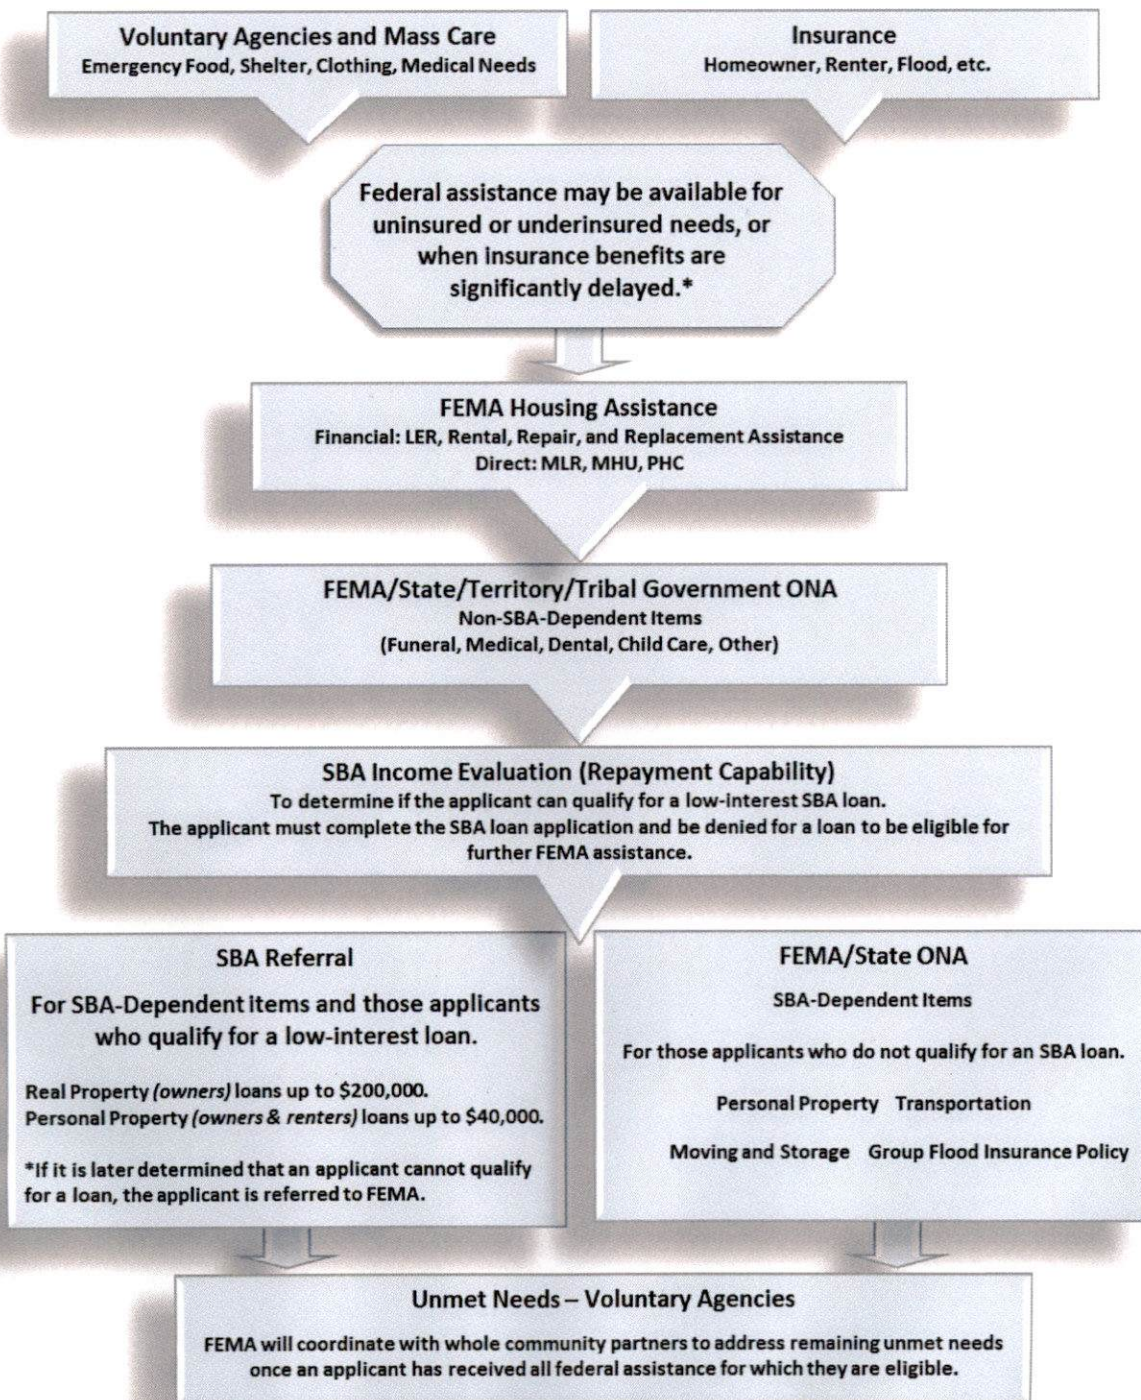 Voluntary Agencies and Mass Care
Emergency Food, Shelter, Clothing, Medical Needs
Insurance
Homeowner, Renter, Flood, etc.
Federal assistance may be available for
uninsured or underinsured needs, or
when insurance benefits are
significantly delayed.*
FEMA Housing Assistance
Financial: LER, Rental, Repair, and Replacement Assistance
Direct: MLR, MHU, PHC
FEMA/State/Territory/Tribal Government ONA
Non-SBA-Dependent Items
(Funeral, Medical, Dental, Child Care, Other)
SBA Income Evaluation (Repayment Capability)
To determine if the applicant can qualify for a low-interest SBA loan.
The applicant must complete the SBA loan application and be denied for a loan to be eligible for
further FEMA assistance.
SBA Referral
For SBA-Dependent items and those applicants
who qualify for a low-interest loan.
Real Property (owners) loans up to $200,000.
Personal Property (owners & renters) loans up to $40,000.
*If it is later determined that an applicant cannot qualify
for a loan, the applicant is referred to FEMA.
FEMA/State ONA
SBA-Dependent Items
For those applicants who do not qualify for an SBA loan.
Personal Property Transportation
Moving and Storage Group Flood Insurance Policy
Unmet Needs – Voluntary Agencies
FEMA will coordinate with whole community partners to address remaining unmet needs
once an applicant has received all federal assistance for which they are eligible.